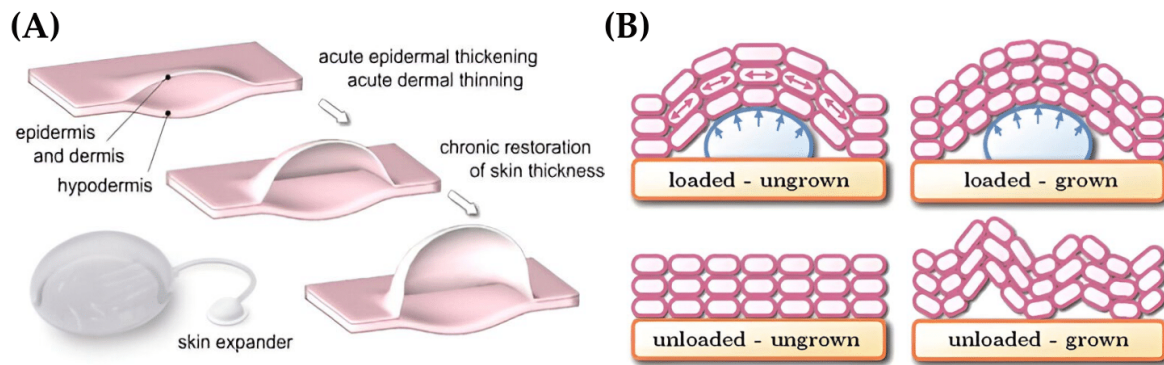 (A)
acute epidermal thickening
acute dermal thinning
epidermis
and dermis
hypodermis
chronic restoration
of skin thickness
skin expander
(B)
loaded - ungrown
loaded - grown
unloaded - ungrown
unloaded - grown